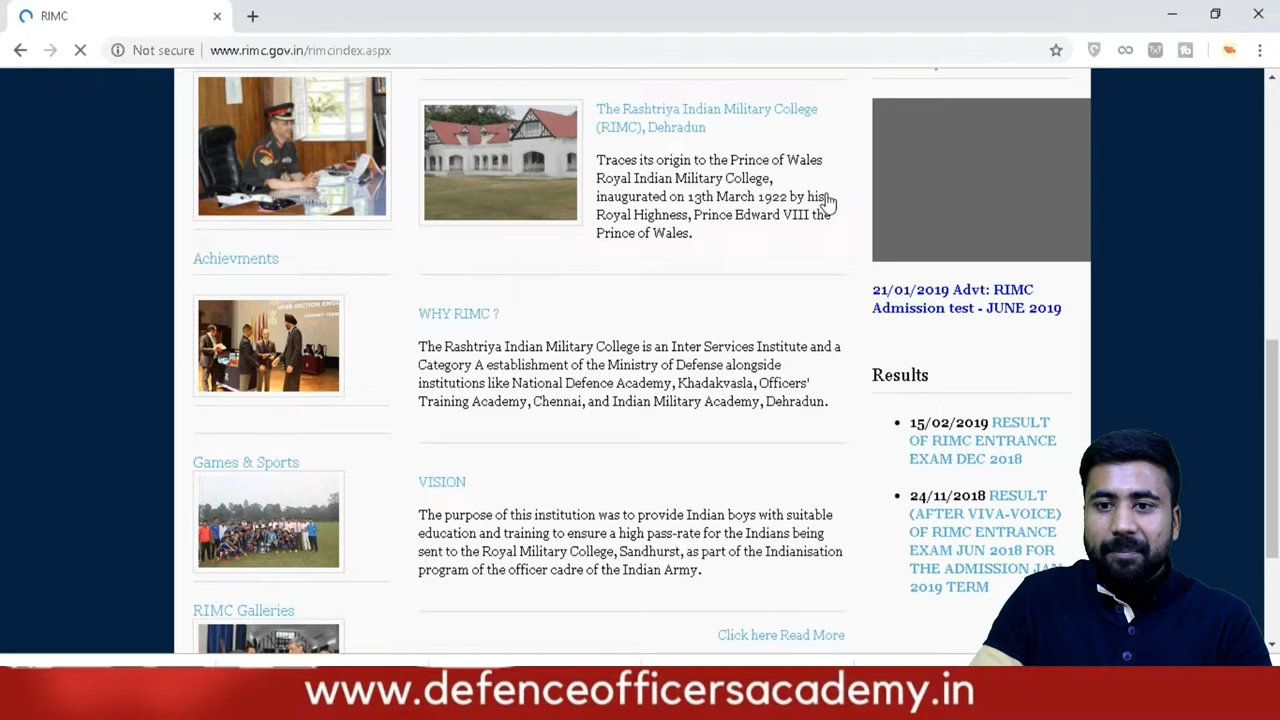 RIMC
Not secure
www.rimc.gov.in/rimcindex.aspx
Achievments
Games & Sports
RIMC Galleries
The Rashtriya Indian Military College
(RIMC), Dehradun
Traces its origin to the Prince of Wales
Royal Indian Military College,
inaugurated on 13th March 1922 by his
Royal Highness, Prince Edward VIII the
Prince of Wales.
WHY RIMC ?
The Rashtriya Indian Military College is an Inter Services Institute and a
Category A establishment of the Ministry of Defense alongside
institutions like National Defence Academy, Khadakvasla, Officers'
Training Academy, Chennai, and Indian Military Academy, Dehradun.
VISION
The purpose of this institution was to provide Indian boys with suitable
education and training to ensure a high pass-rate for the Indians being
sent to the Royal Military College, Sandhurst, as part of the Indianisation
program of the officer cadre of the Indian Army.
Click here Read More
21/01/2019 Advt: RIMC
Admission test - JUNE 2019
Results
15/02/2019 RESULT
OF RIMC ENTRANCE
EXAM DEC 2018
24/11/2018 RESULT
(AFTER VIVA-VOICE)
OF RIMC ENTRANCE
EXAM JUN 2018 FOR
THE ADMISSION JAN
2019 TERM
www.defenceofficersacademy.in